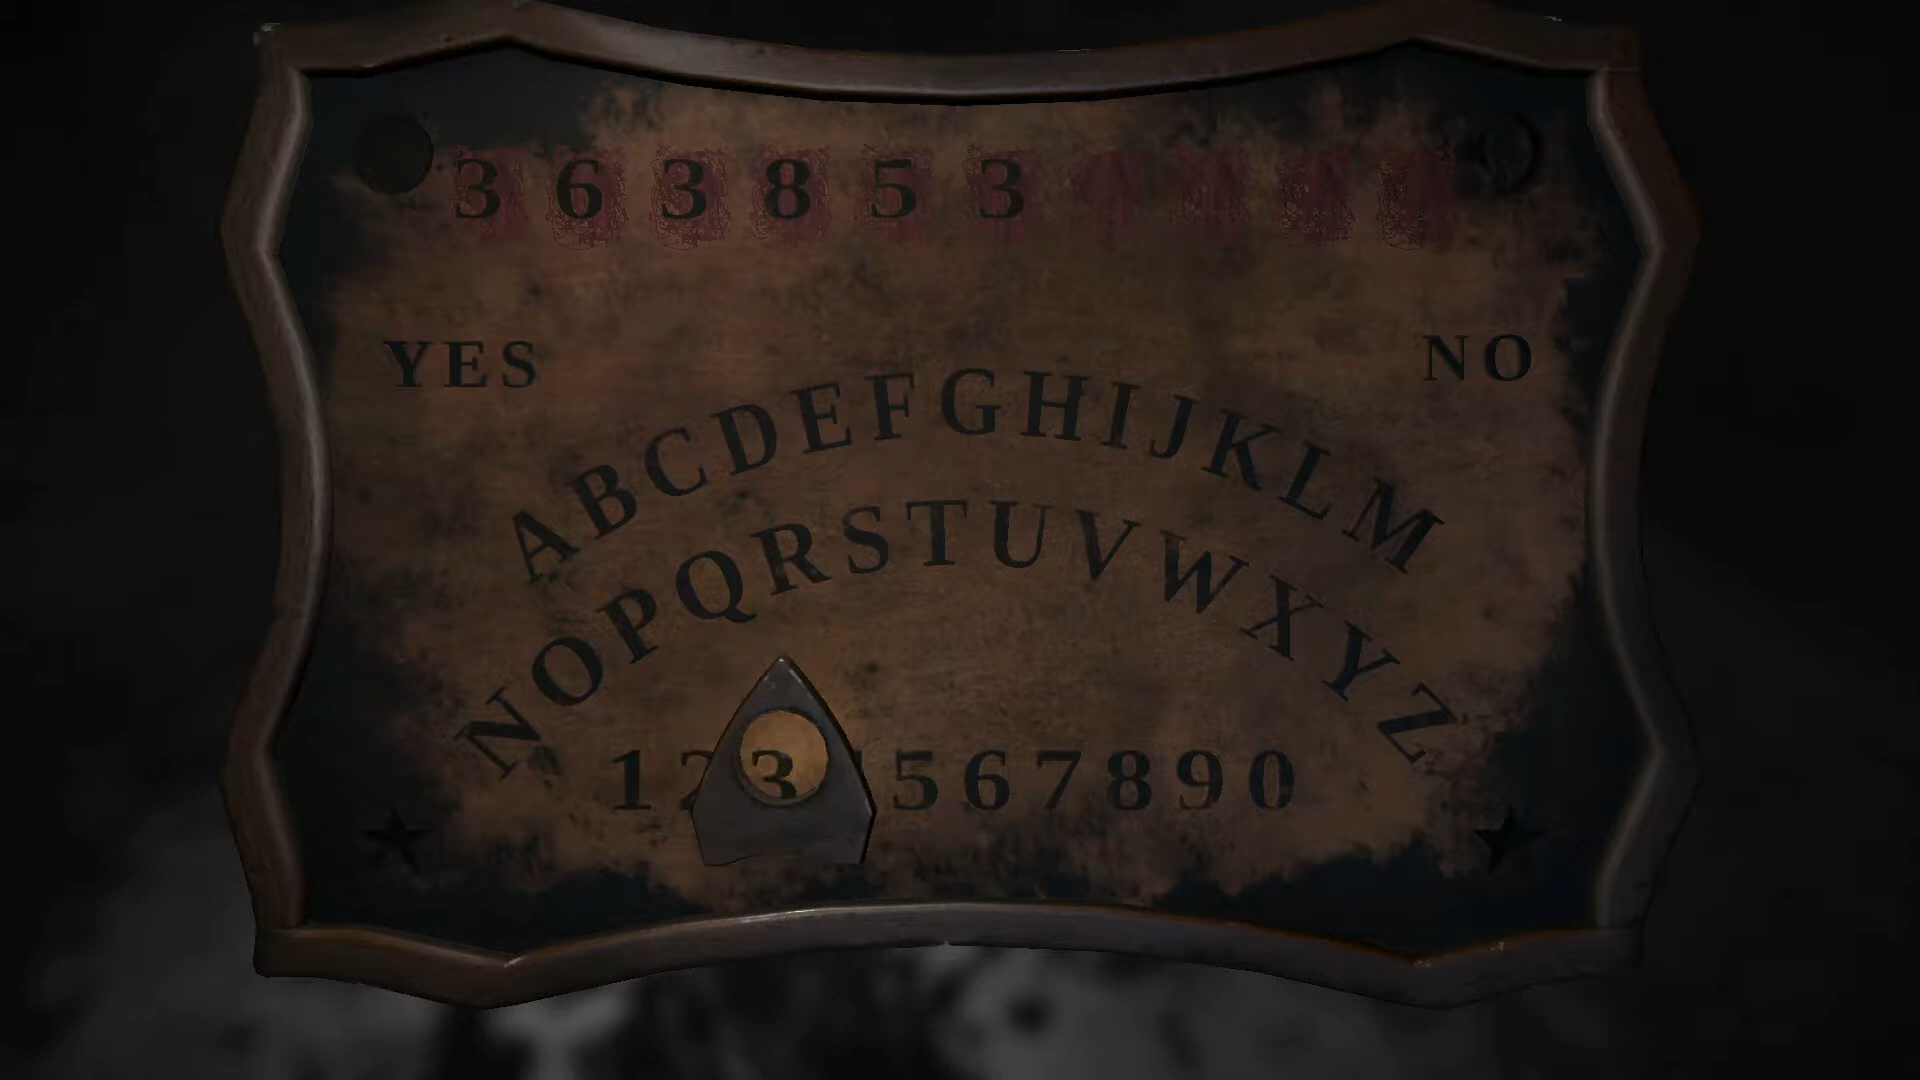 363853
YES NO
ABCDEFGHIJKLM
NOPQRSTUVWXYZ
123 567890